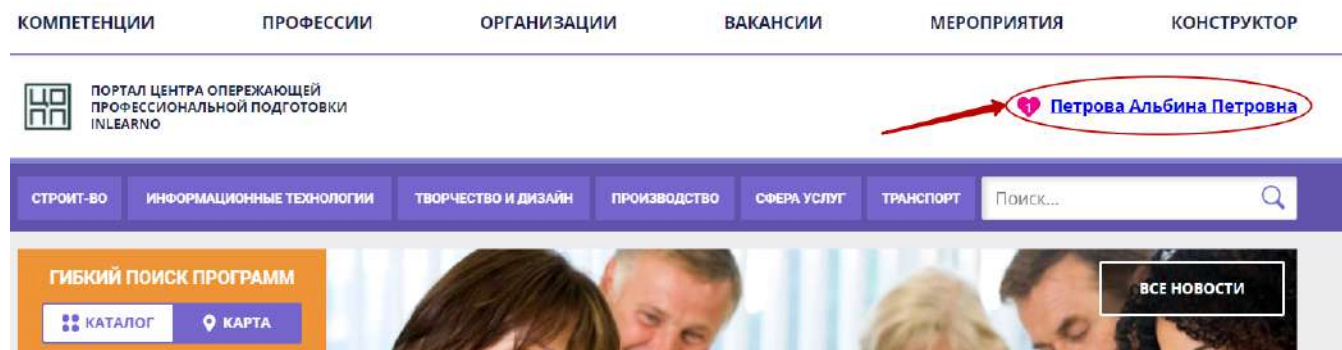 КОМПЕТЕНЦИИ ПРОФЕССИИ ОРГАНИЗАЦИИ ВАКАНСИИ МЕРОПРИЯТИЯ КОНСТРУКТОР
ЦО
ПП
ПОРТАЛ ЦЕНТРА ОПЕРЕЖАЮЩЕЙ
ПРОФЕССИОНАЛЬНОЙ ПОДГОТОВКИ
INLEARNO
1 Петрова Альбина Петровна
СТРОИТ-ВО ИНФОРМАЦИОННЫЕ ТЕХНОЛОГИИ ТВОРЧЕСТВО И ДИЗАЙН ПРОИЗВОДСТВО СФЕРА УСЛУГ ТРАНСПОРТ Поиск...
ГИБКИЙ ПОИСК ПРОГРАММ
КАТАЛОГ КАРТА
ВСЕ НОВОСТИ